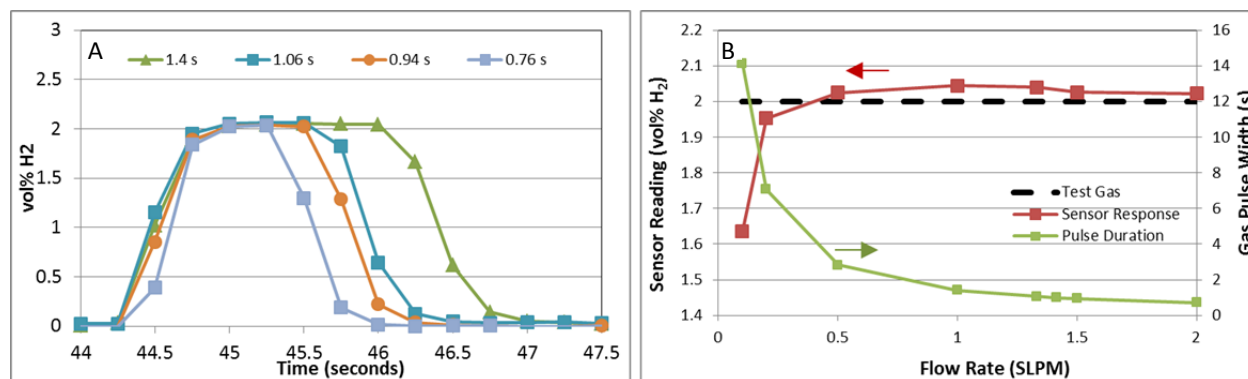 A
1.4 s 1.06 s 0.94 s 0.76 s
vol% H2
3
2.5
2
1.5
1
0.5
0
44 44.5 45 45.5 46 46.5 47 47.5
Time (seconds)
B
Sensor Reading (vol% H₂)
2.2
2.1
2
1.9
1.8
1.7
1.6
1.5
1.4
Test Gas
Sensor Response
Pulse Duration
16
14
12
10
8
6
4
2
0
Gas Pulse Width (s)
0 0.5 1 1.5 2
Flow Rate (SLPM)